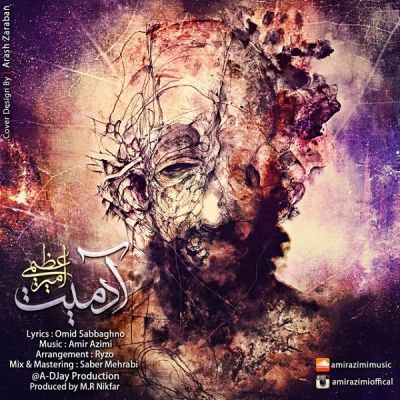 Cover Design By : Arash Zaraban
امیر عظیمی
آدمیت
Lyrics : Omid Sabbaghno
Music : Amir Azimi
Arrangement : Ryzo
Mix & Mastering : Saber Mehrabi
@A-DJay Production
Produced by M.R Nikfar
amirazimimusic
amirazimioffical